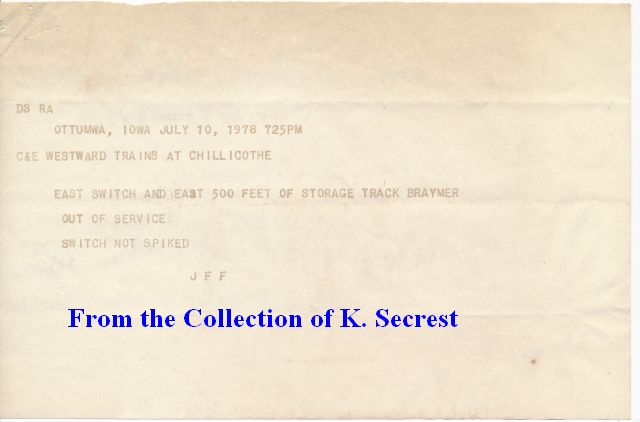 DS RA
OTTUMWA, IOWA JULY 10, 1978 725PM
C&E WESTWARD TRAINS AT CHILLICOTHE
EAST SWITCH AND EAST 500 FEET OF STORAGE TRACK BRAYMER
OUT OF SERVICE
SWITCH NOT SPIKED
J F F
From the Collection of K. Secrest